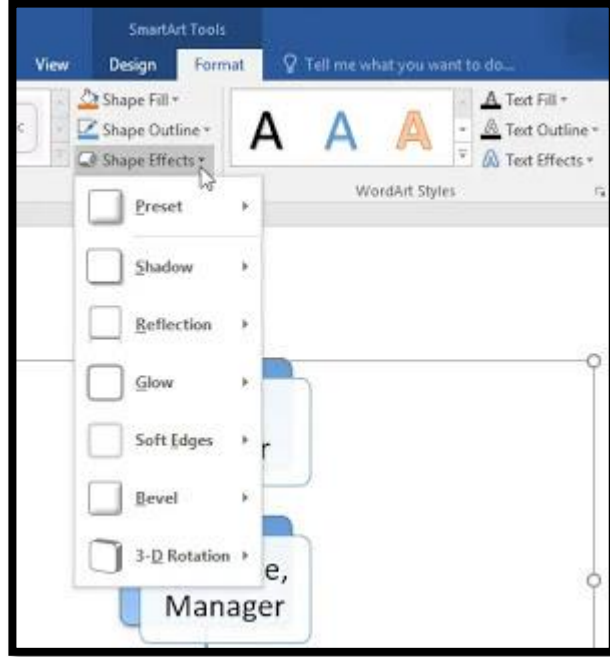 SmartArt Tools
View Design Format Tell me what you want to do...
Shape Fill
Shape Outline
Shape Effects
A A A
Text Fill
Text Outline
Text Effects
WordArt Styles
Preset
Shadow
Reflection
Glow
Soft Edges
Bevel
3-D Rotation
r
e,
Manager